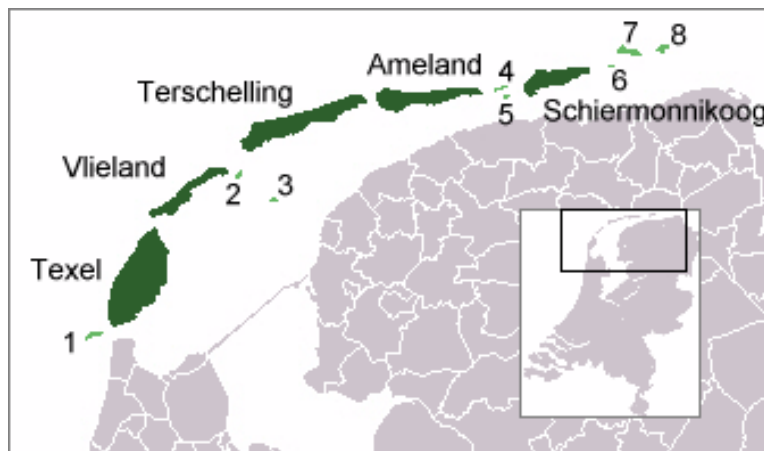 7 8
Ameland 4
6
Terschelling 5 Schiermonnikoog
Vlieland
2 3
Texel
1